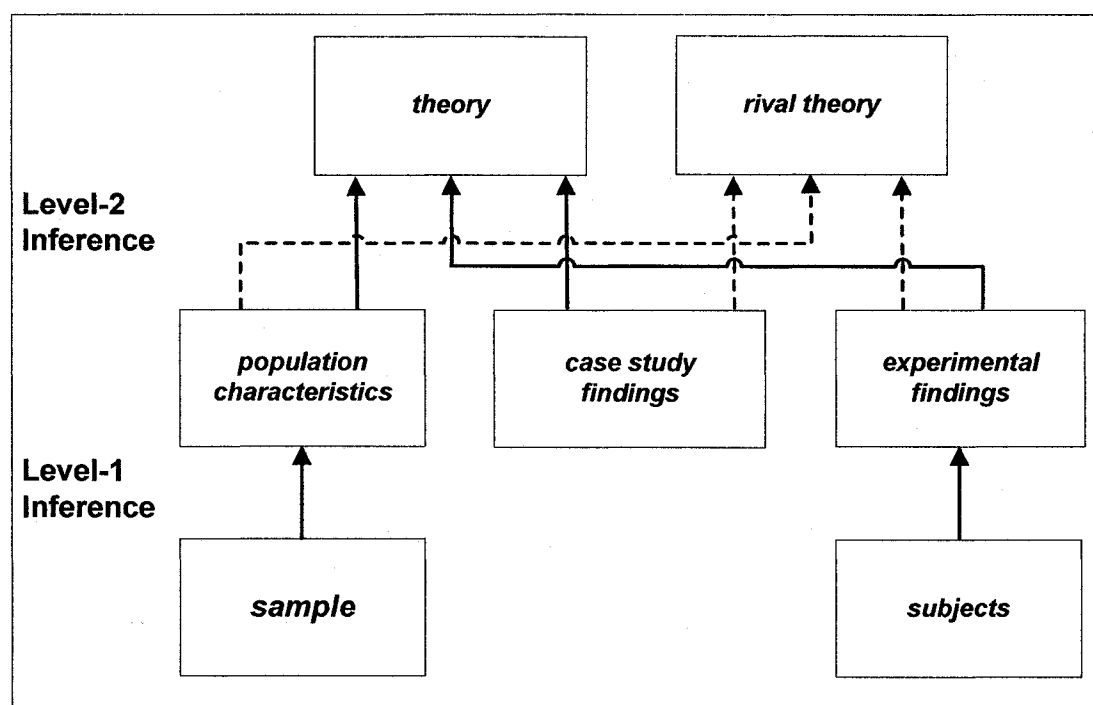 theory
rival theory
Level-2
Inference
population
characteristics
case study
findings
experimental
findings
Level-1
Inference
sample
subjects